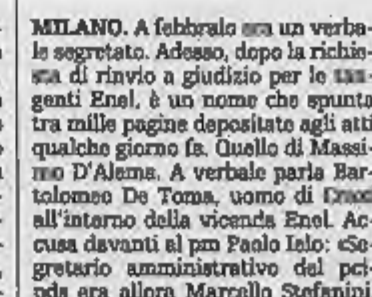 MILANO. A febbraio era un verba-
le segretato. Adesso, dopo la richie-
sta di rinvio a giudizio per le tan-
genti Enel, è un nome che spunta
tra mille pagine depositate agli atti
qualche giorno fa. Quello di Massi-
mo D'Alema. A verbale parla Bar-
tolomeo De Toma, uomo di Craxi
all'interno della vicenda Enel. Ac-
cusa davanti al pm Paolo Ielo: «Se-
gretario amministrativo del pci-
pds era allora Marcello Stefanini